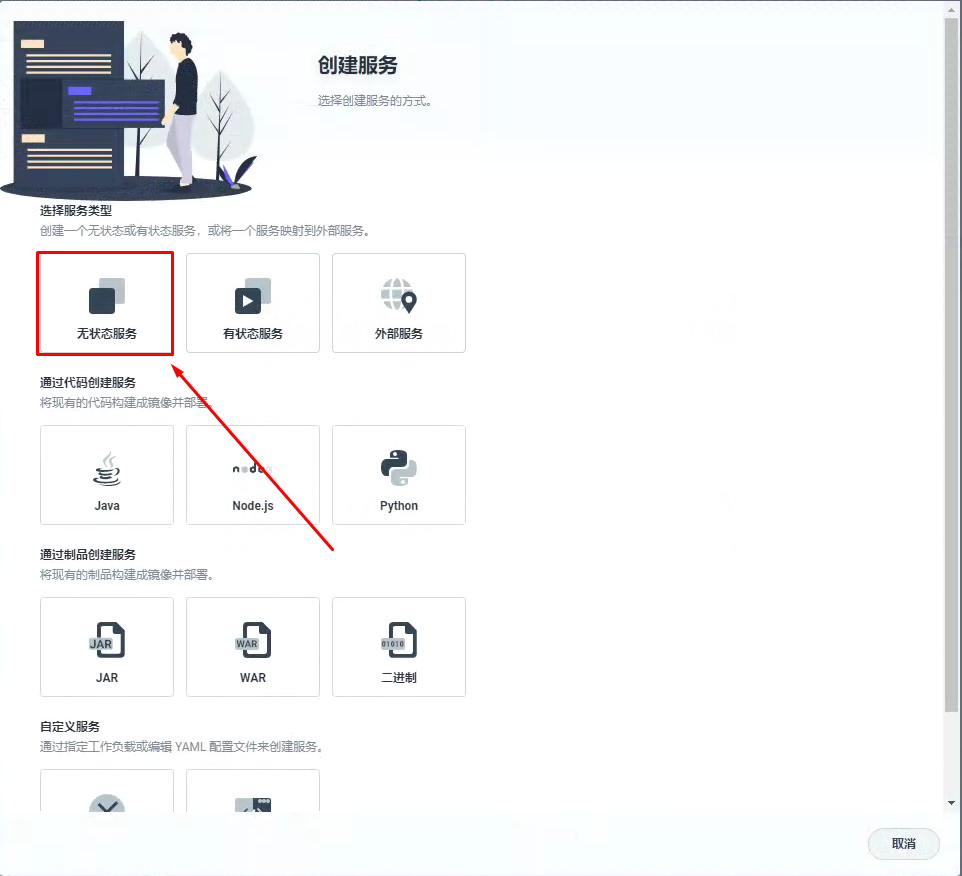 创建服务
选择创建服务的方式。
选择服务类型
创建一个无状态或有状态服务，或将一个服务映射到外部服务。
无状态服务
有状态服务
外部服务
通过代码创建服务
将现有的代码构建成镜像并部署。
node
Java
Node.js
Python
通过制品创建服务
将现有的制品构建成镜像并部署。
JAR
WAR
01010
JAR
WAR
二进制
自定义服务
通过指定工作负载或编辑 YAML 配置文件来创建服务。
取消